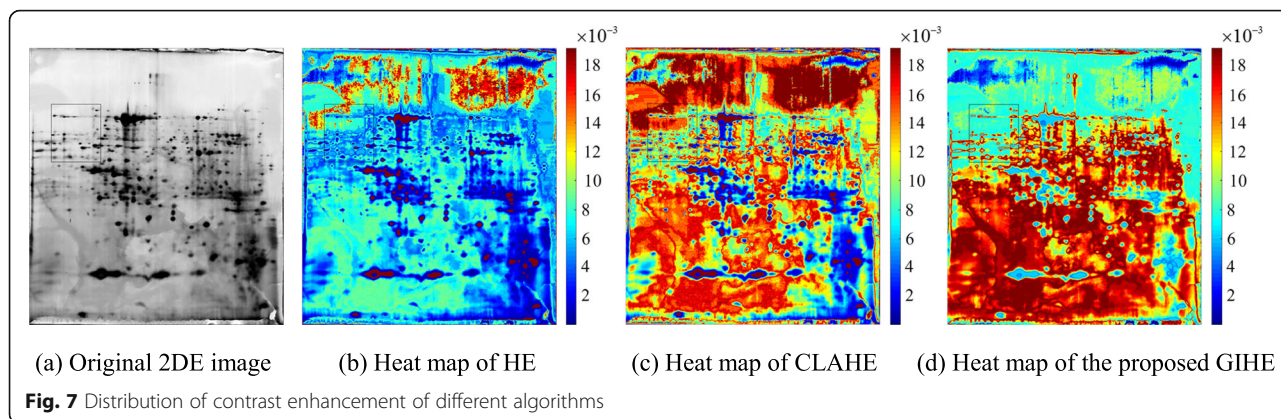 ×10⁻³ ×10⁻³ ×10⁻³
18 18 18
16 16 16
14 14 14
12 12 12
10 10 10
8 8 8
6 6 6
4 4 4
2 2 2
(a) Original 2DE image (b) Heat map of HE (c) Heat map of CLAHE (d) Heat map of the proposed GIHE
Fig. 7 Distribution of contrast enhancement of different algorithms